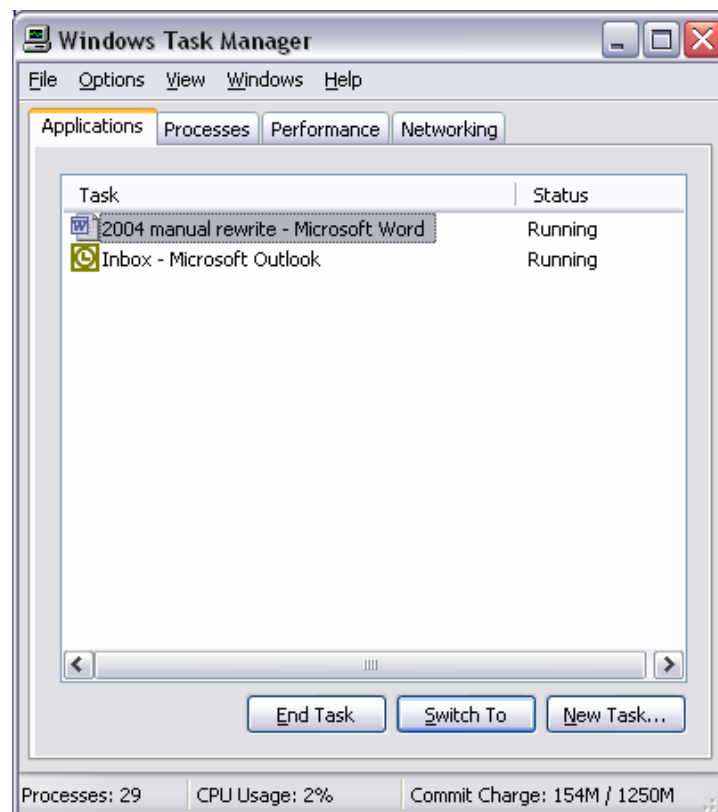 Windows Task Manager
File Options View Windows Help
Applications Processes Performance Networking
Task Status
2004 manual rewrite - Microsoft Word Running
Inbox - Microsoft Outlook Running
End Task Switch To New Task...
Processes: 29 CPU Usage: 2% Commit Charge: 154M / 1250M